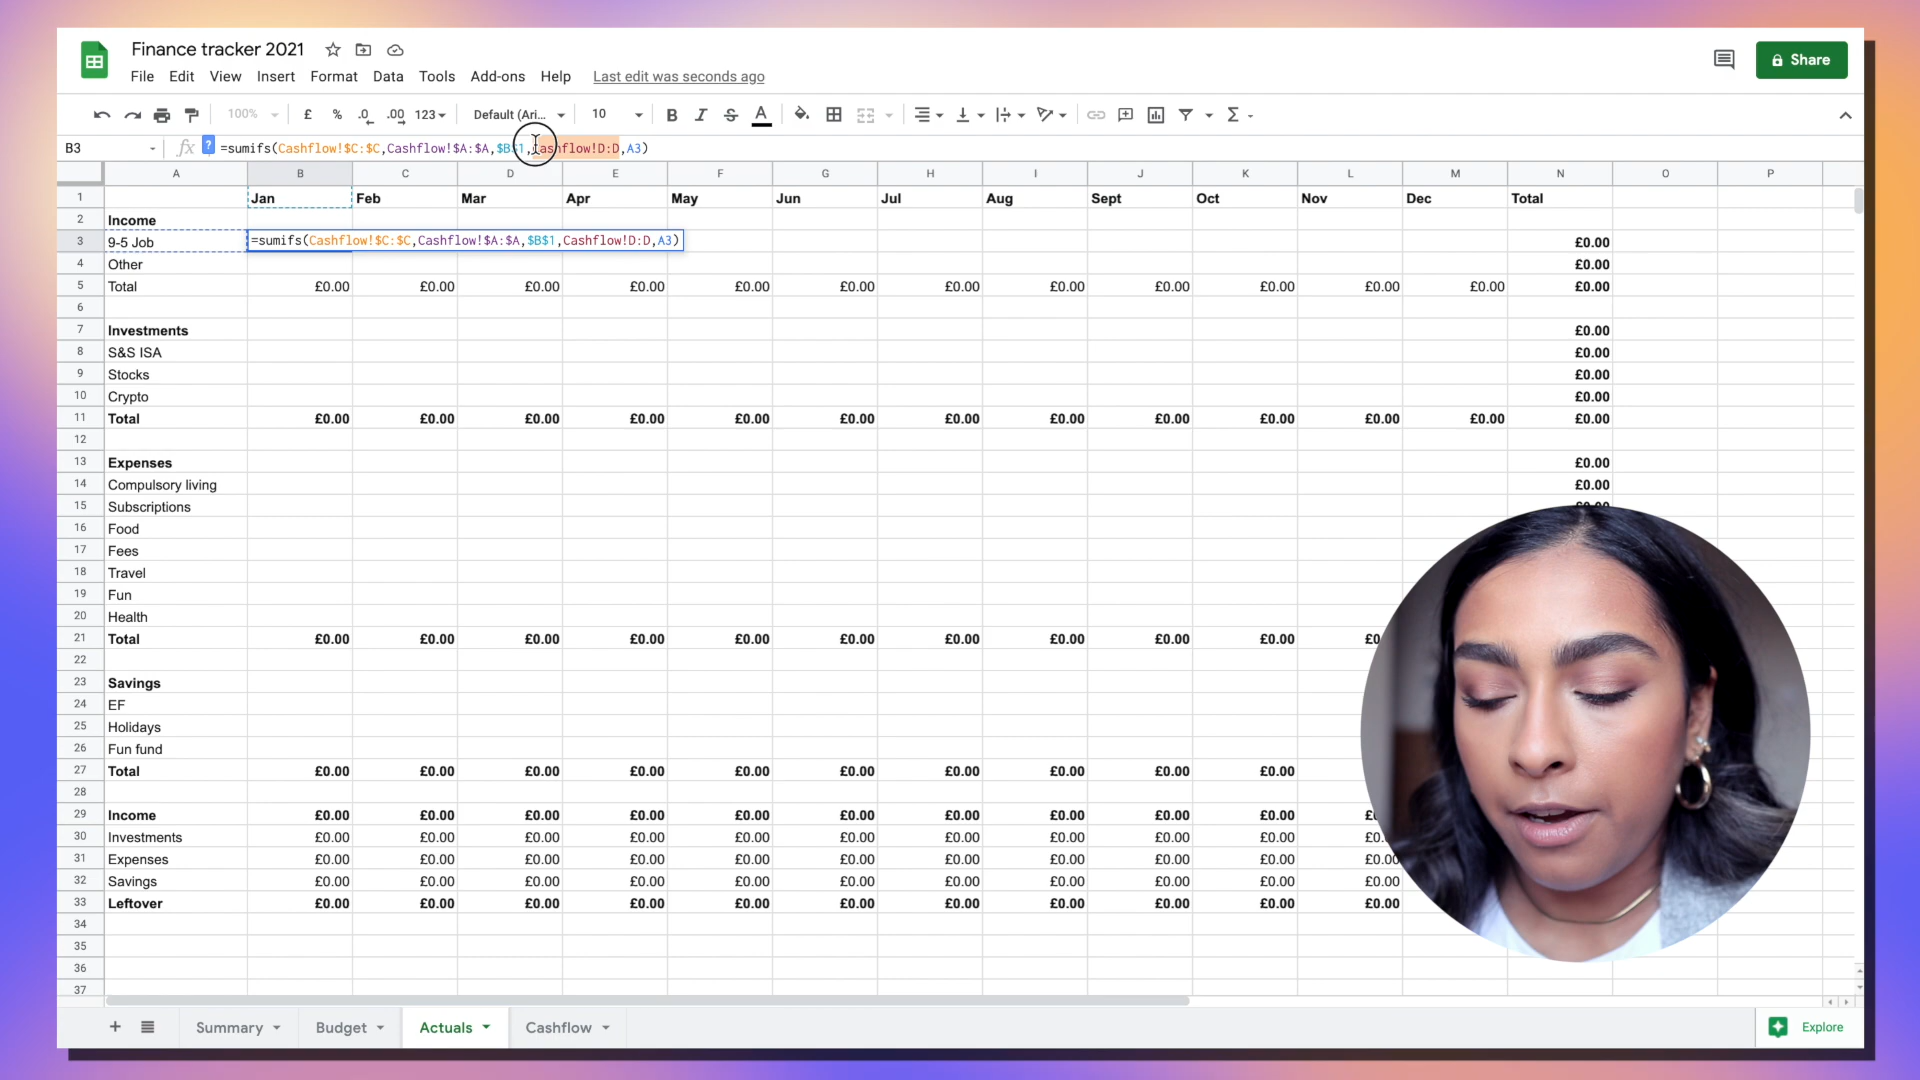 Finance tracker 2021
File Edit View Insert Format Data Tools Add-ons Help Last edit was seconds ago
Share
100% £ % .0 .00 123 Default (Ari... 10 B I S A Σ
B3 fx ? =sumifs(Cashflow!$C:$C,Cashflow!$A:$A,$B$1,Cashflow!D:D,A3)
A B C D E F G H I J K L M N O P
1 Jan Feb Mar Apr May Jun Jul Aug Sept Oct Nov Dec Total
2 Income
3 9-5 Job =sumifs(Cashflow!$C:$C,Cashflow!$A:$A,$B$1,Cashflow!D:D,A3) £0.00
4 Other £0.00
5 Total £0.00 £0.00 £0.00 £0.00 £0.00 £0.00 £0.00 £0.00 £0.00 £0.00 £0.00 £0.00 £0.00
6
7 Investments £0.00
8 S&S ISA £0.00
9 Stocks £0.00
10 Crypto £0.00
11 Total £0.00 £0.00 £0.00 £0.00 £0.00 £0.00 £0.00 £0.00 £0.00 £0.00 £0.00 £0.00 £0.00
12
13 Expenses £0.00
14 Compulsory living £0.00
15 Subscriptions
16 Food
17 Fees
18 Travel
19 Fun
20 Health
21 Total £0.00 £0.00 £0.00 £0.00 £0.00 £0.00 £0.00 £0.00 £0.00 £0.00 £0
22
23 Savings
24 EF
25 Holidays
26 Fun fund
27 Total £0.00 £0.00 £0.00 £0.00 £0.00 £0.00 £0.00 £0.00 £0.00 £0.00
28
29 Income £0.00 £0.00 £0.00 £0.00 £0.00 £0.00 £0.00 £0.00 £0.00 £0.00
30 Investments £0.00 £0.00 £0.00 £0.00 £0.00 £0.00 £0.00 £0.00 £0.00 £0.00 £0.
31 Expenses £0.00 £0.00 £0.00 £0.00 £0.00 £0.00 £0.00 £0.00 £0.00 £0.00 £0.00
32 Savings £0.00 £0.00 £0.00 £0.00 £0.00 £0.00 £0.00 £0.00 £0.00 £0.00 £0.00
33 Leftover £0.00 £0.00 £0.00 £0.00 £0.00 £0.00 £0.00 £0.00 £0.00 £0.00 £0.00
34
35
36
37
+ Summary Budget Actuals Cashflow Explore